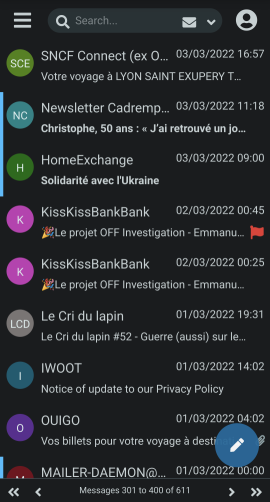 Search...
SCE
SNCF Connect (ex O... 03/03/2022 16:57
Votre voyage à LYON SAINT EXUPERY T...
NC
Newsletter Cadremp... 03/03/2022 11:18
Christophe, 50 ans : « J'ai retrouvé un jo...
H
HomeExchange 03/03/2022 09:00
Solidarité avec l'Ukraine
K
KissKissBankBank 02/03/2022 00:45
🎉Le projet OFF Investigation - Emmanu...
K
KissKissBankBank 02/03/2022 00:25
🎉Le projet OFF Investigation - Emmanu...
LCD
Le Cri du lapin 01/03/2022 19:31
Le Cri du lapin #52 - Guerre (aussi) sur le...
I
IWOOT 01/03/2022 14:02
Notice of update to our Privacy Policy
O
OUIGO 01/03/2022 04:02
Vos billets pour votre voyage à desti
MAILER-DAEMON@... 01/03/2022 00:00
Messages 301 to 400 of 611